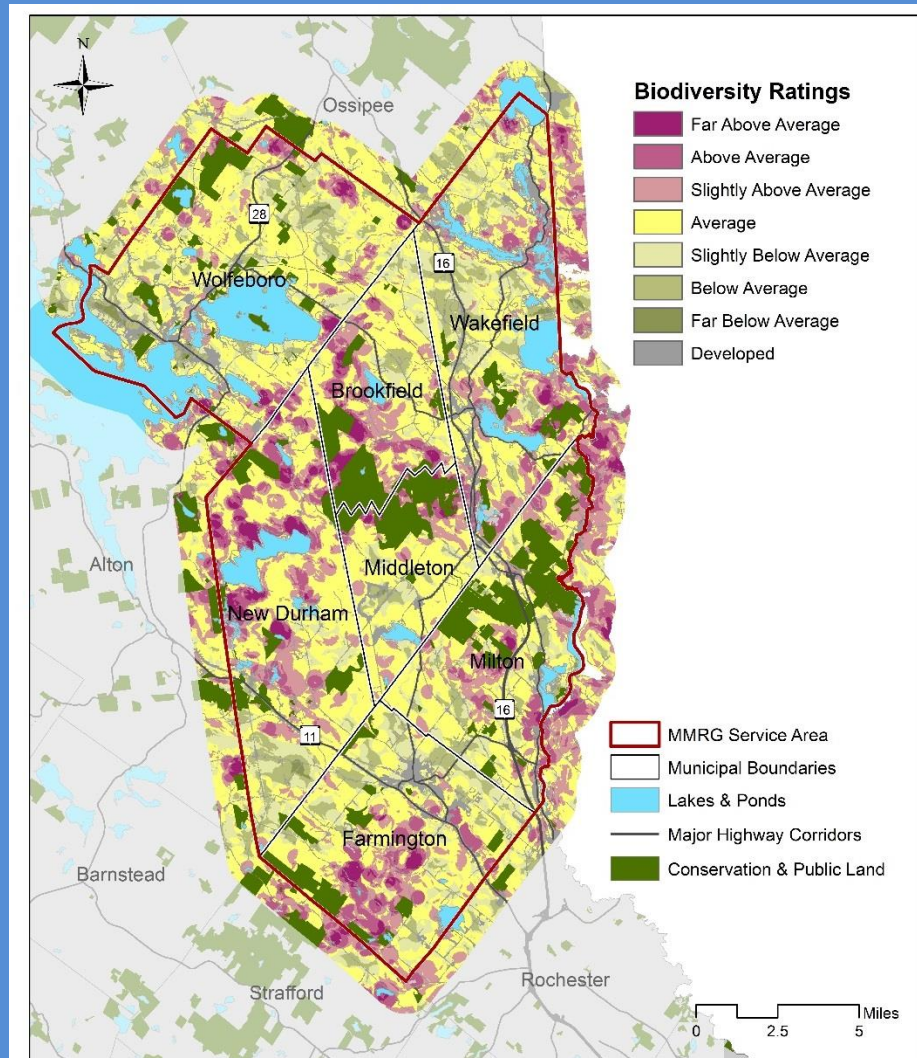 N
Ossipee
Biodiversity Ratings
Far Above Average
Above Average
Slightly Above Average
Average
Slightly Below Average
Below Average
Far Below Average
Developed
28
16
Wolfeboro
Wakefield
Brookfield
Alton
Middleton
New Durham
Milton
16
11
MMRG Service Area
Municipal Boundaries
Lakes & Ponds
Major Highway Corridors
Conservation & Public Land
Farmington
Barnstead
Rochester
Strafford
Miles
0 2.5 5